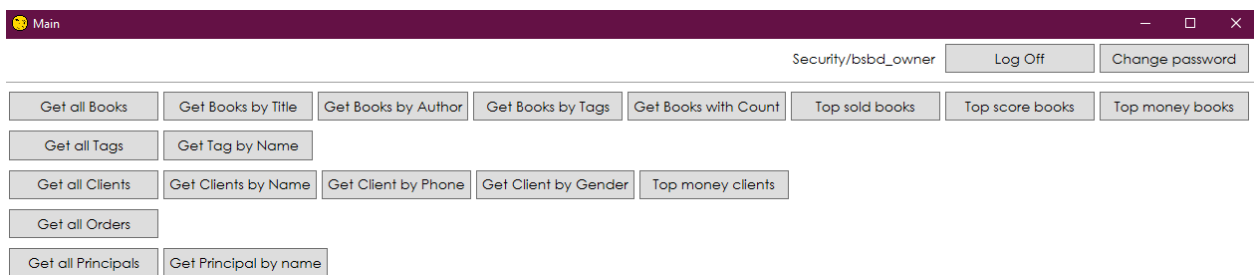 Main
Security/bsbd_owner Log Off Change password
Get all Books Get Books by Title Get Books by Author Get Books by Tags Get Books with Count Top sold books Top score books Top money books
Get all Tags Get Tag by Name
Get all Clients Get Clients by Name Get Client by Phone Get Client by Gender Top money clients
Get all Orders
Get all Principals Get Principal by name